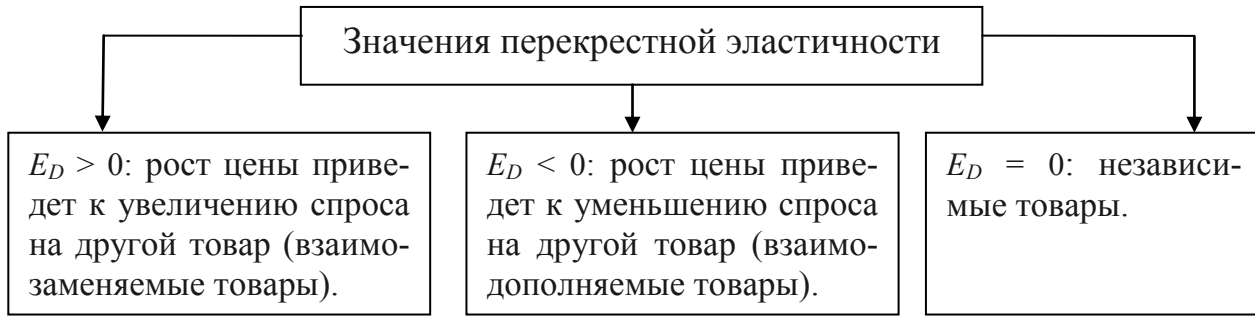 Значения перекрестной эластичности
E_D > 0: рост цены приве-
дет к увеличению спроса
на другой товар (взаимо-
заменяемые товары).
E_D < 0: рост цены приве-
дет к уменьшению спроса
на другой товар (взаимо-
дополняемые товары).
E_D = 0: независи-
мые товары.